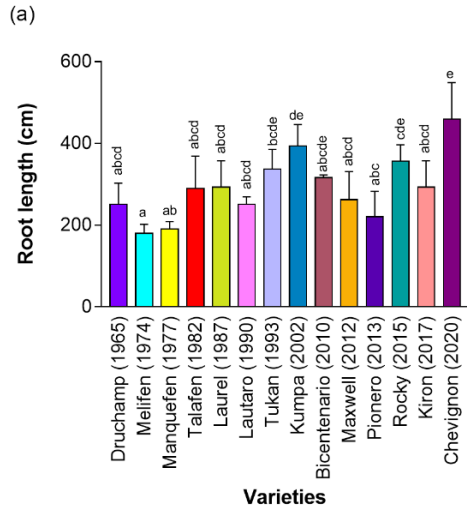 (a)
Root length (cm)
600
400
200
0
abcd
a
ab
abcd
abcd
abcd
bcde
de
abcde
abcd
abc
cde
abcd
e
Druchamp (1965)
Melifen (1974)
Manquefen (1977)
Talafen (1982)
Laurel (1987)
Lautaro (1990)
Tukan (1993)
Kumpa (2002)
Bicentenario (2010)
Maxwell (2012)
Pionero (2013)
Rocky (2015)
Kiron (2017)
Chevignon (2020)
Varieties